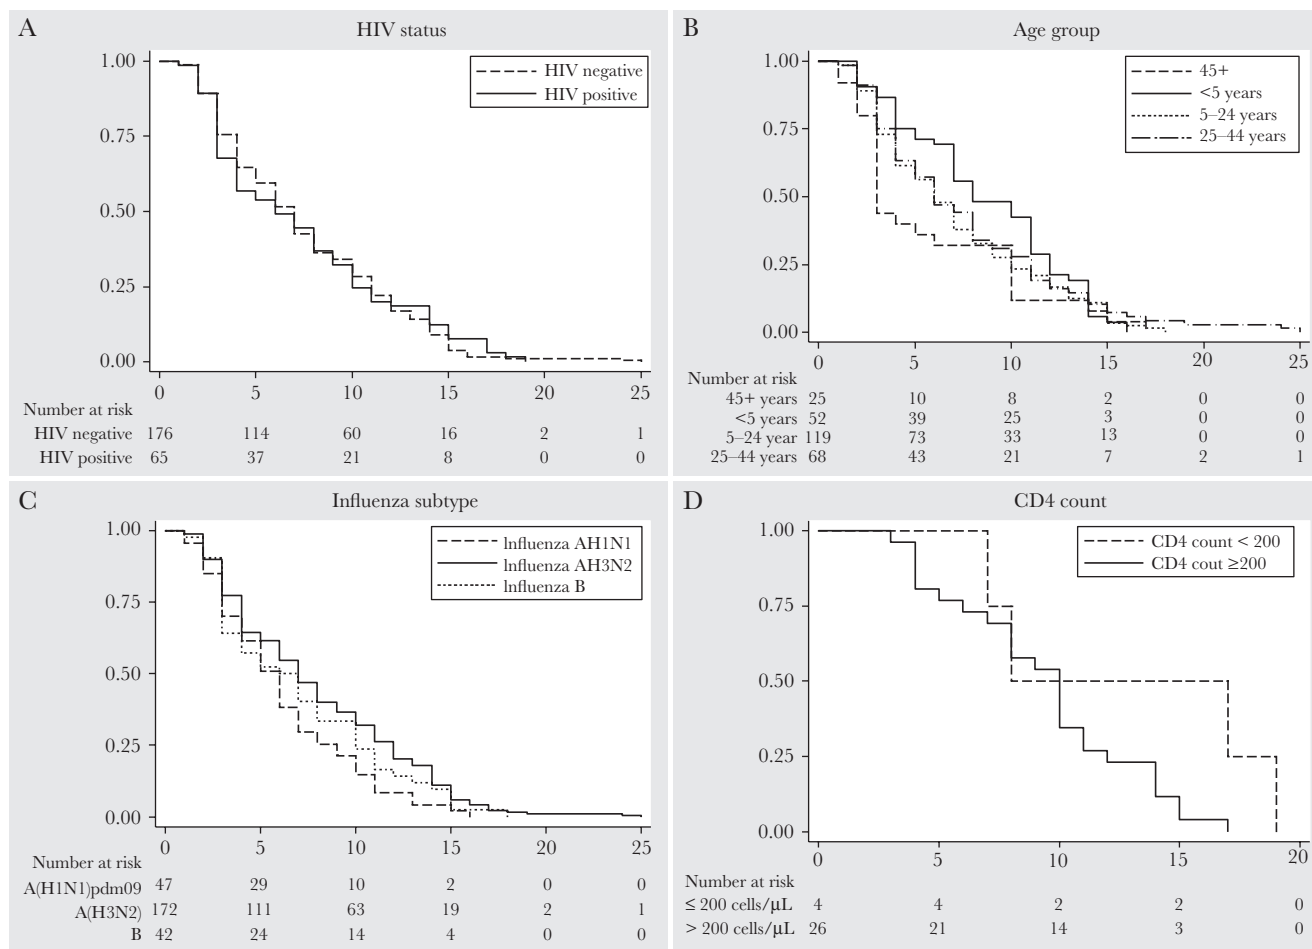 A HIV status
HIV negative
HIV positive
1.00
0.75
0.50
0.25
0.00
0 5 10 15 20 25
Number at risk
HIV negative 176 114 60 16 2 1
HIV positive 65 37 21 8 0 0
B Age group
45+
<5 years
5–24 years
25–44 years
1.00
0.75
0.50
0.25
0.00
0 5 10 15 20 25
Number at risk
45+ years 25 10 8 2 0 0
<5 years 52 39 25 3 0 0
5–24 year 119 73 33 13 0 0
25–44 years 68 43 21 7 2 1
C Influenza subtype
Influenza AH1N1
Influenza AH3N2
Influenza B
1.00
0.75
0.50
0.25
0.00
0 5 10 15 20 25
Number at risk
A(H1N1)pdm09 47 29 10 2 0 0
A(H3N2) 172 111 63 19 2 1
B 42 24 14 4 0 0
D CD4 count
CD4 count < 200
CD4 cout ≥200
1.00
0.75
0.50
0.25
0.00
0 5 10 15 20
Number at risk
≤ 200 cells/μL 4 4 2 2 0
> 200 cells/μL 26 21 14 3 0